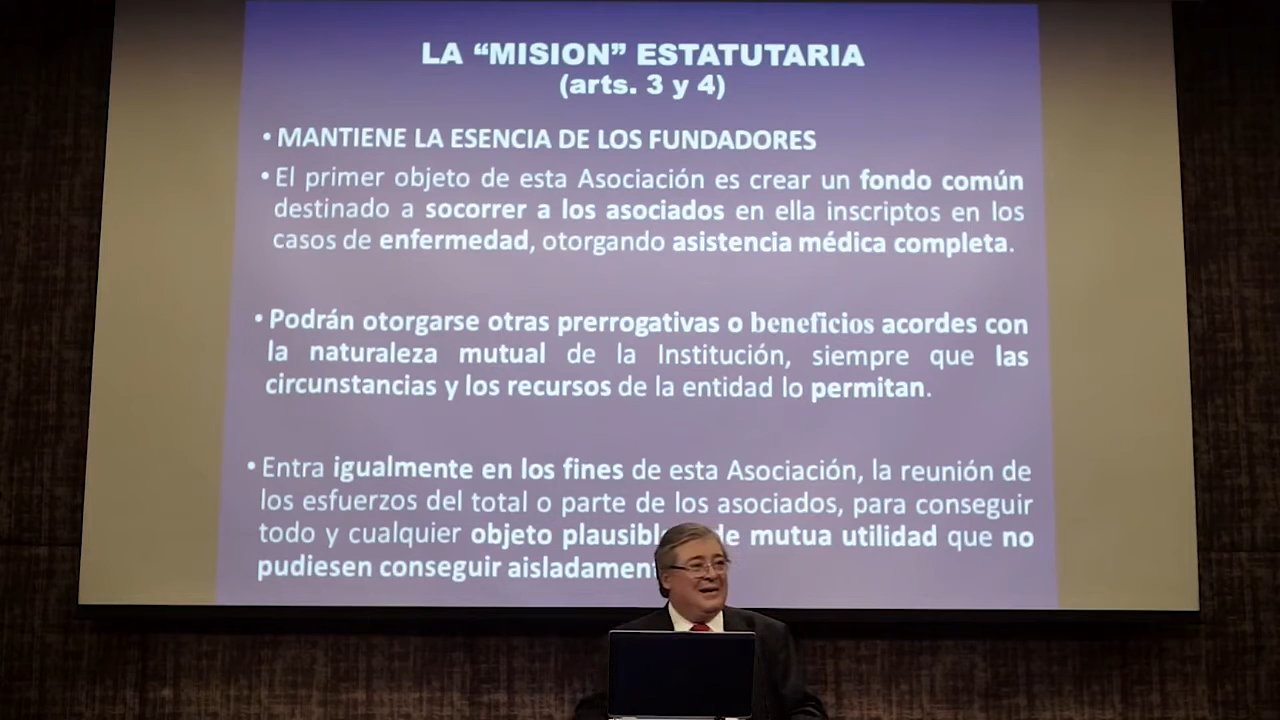 LA “MISION” ESTATUTARIA
(arts. 3 y 4)
• MANTIENE LA ESENCIA DE LOS FUNDADORES
• El primer objeto de esta Asociación es crear un fondo común
destinado a socorrer a los asociados en ella inscriptos en los
casos de enfermedad, otorgando asistencia médica completa.
• Podrán otorgarse otras prerrogativas o beneficios acordes con
la naturaleza mutual de la Institución, siempre que las
circunstancias y los recursos de la entidad lo permitan.
• Entra igualmente en los fines de esta Asociación, la reunión de
los esfuerzos del total o parte de los asociados, para conseguir
todo y cualquier objeto plausible de mutua utilidad que no
pudiesen conseguir